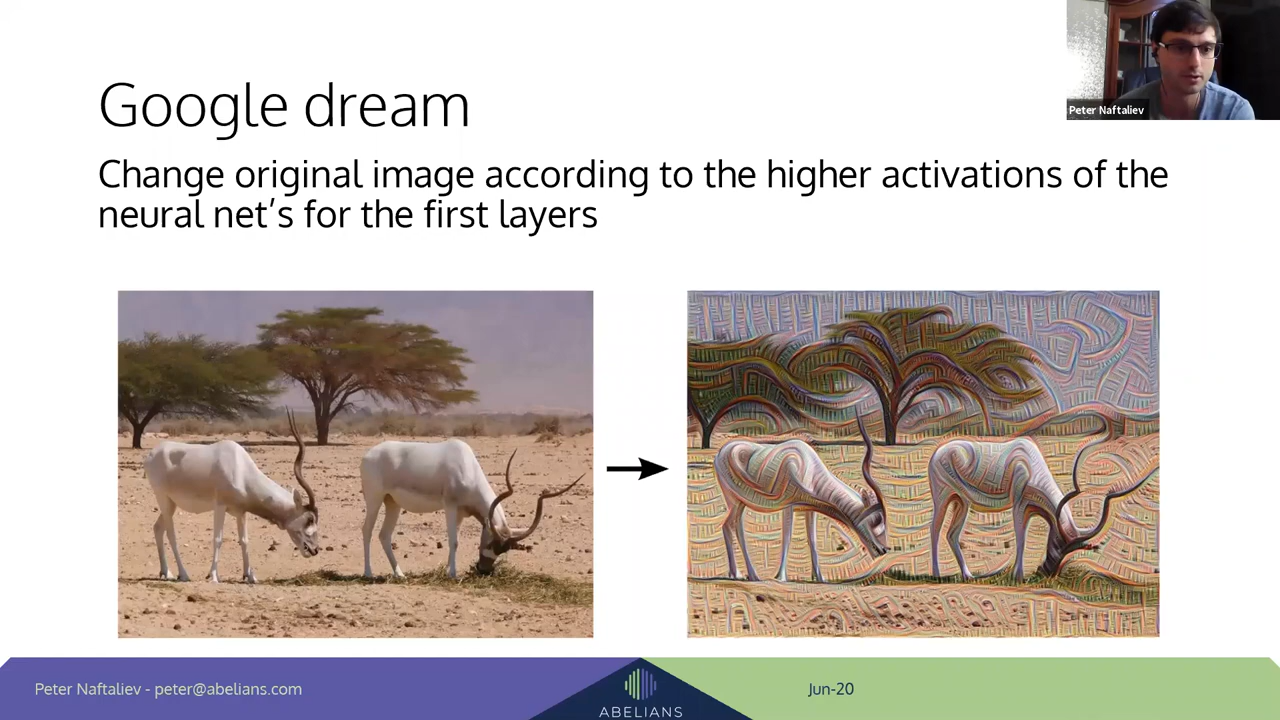 Google dream
Change original image according to the higher activations of the
neural net’s for the first layers
Peter Naftaliev
Peter Naftaliev - peter@abelians.com
ABELIANS
Jun-20